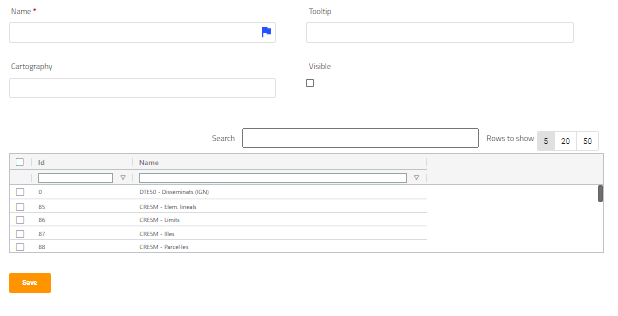 Name * Tooltip
Cartography Visible
Search Rows to show 5 20 50
Id Name
0 DTE50 - Disseminats (IGN)
85 CRESM - Elem. lineals
86 CRESM - Límits
87 CRESM - Illes
88 CRESM - Parcel·les
Save